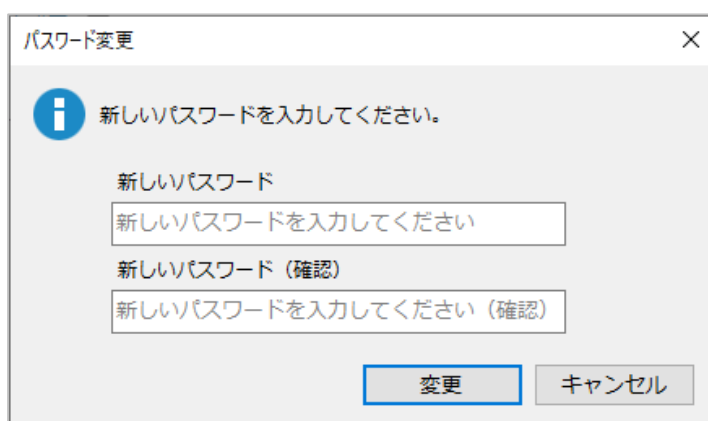 パスワード変更
新しいパスワードを入力してください。
新しいパスワード
新しいパスワードを入力してください
新しいパスワード（確認）
新しいパスワードを入力してください（確認）
変更
キャンセル